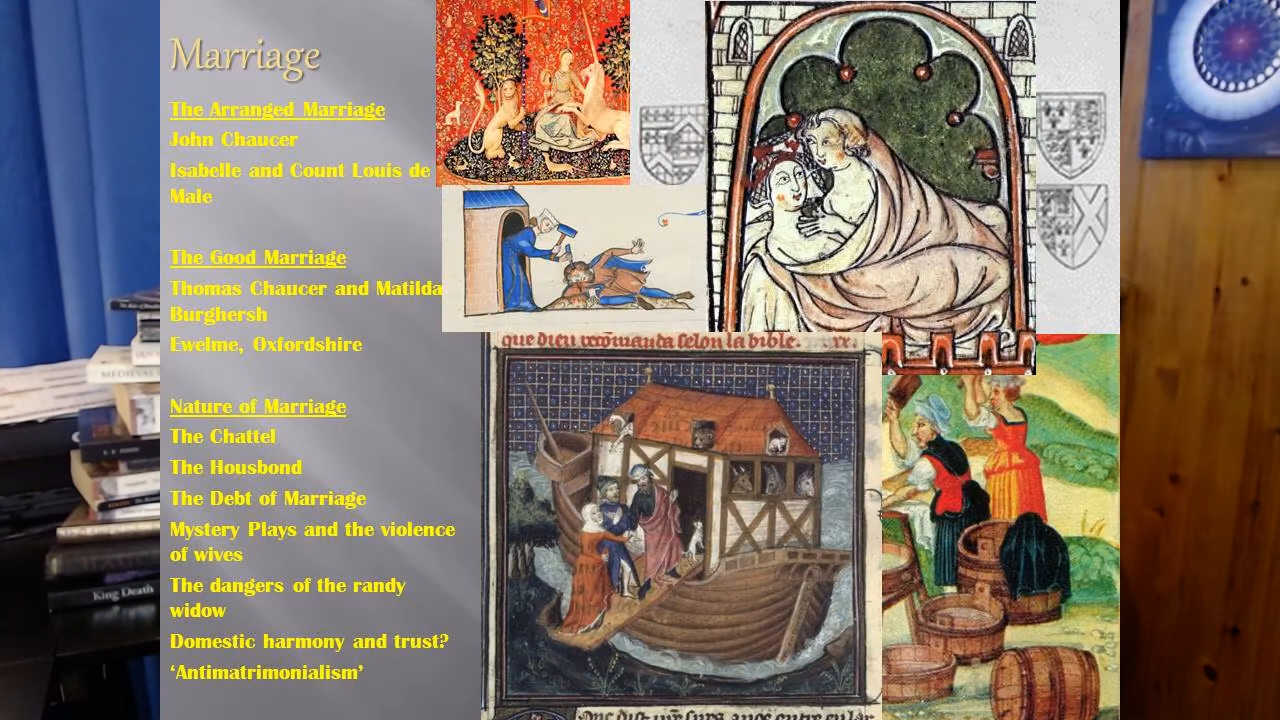 Marriage
The Arranged Marriage
John Chaucer
Isabelle and Count Louis de
Male
The Good Marriage
Thomas Chaucer and Matilda
Burghersh
Ewelme, Oxfordshire
Nature of Marriage
The Chattel
The Housbond
The Debt of Marriage
Mystery Plays and the violence
of wives
The dangers of the randy
widow
Domestic harmony and trust?
‘Antimatrimonialism’
que dieu
selon la bible.
MEDIEVAL
King Death